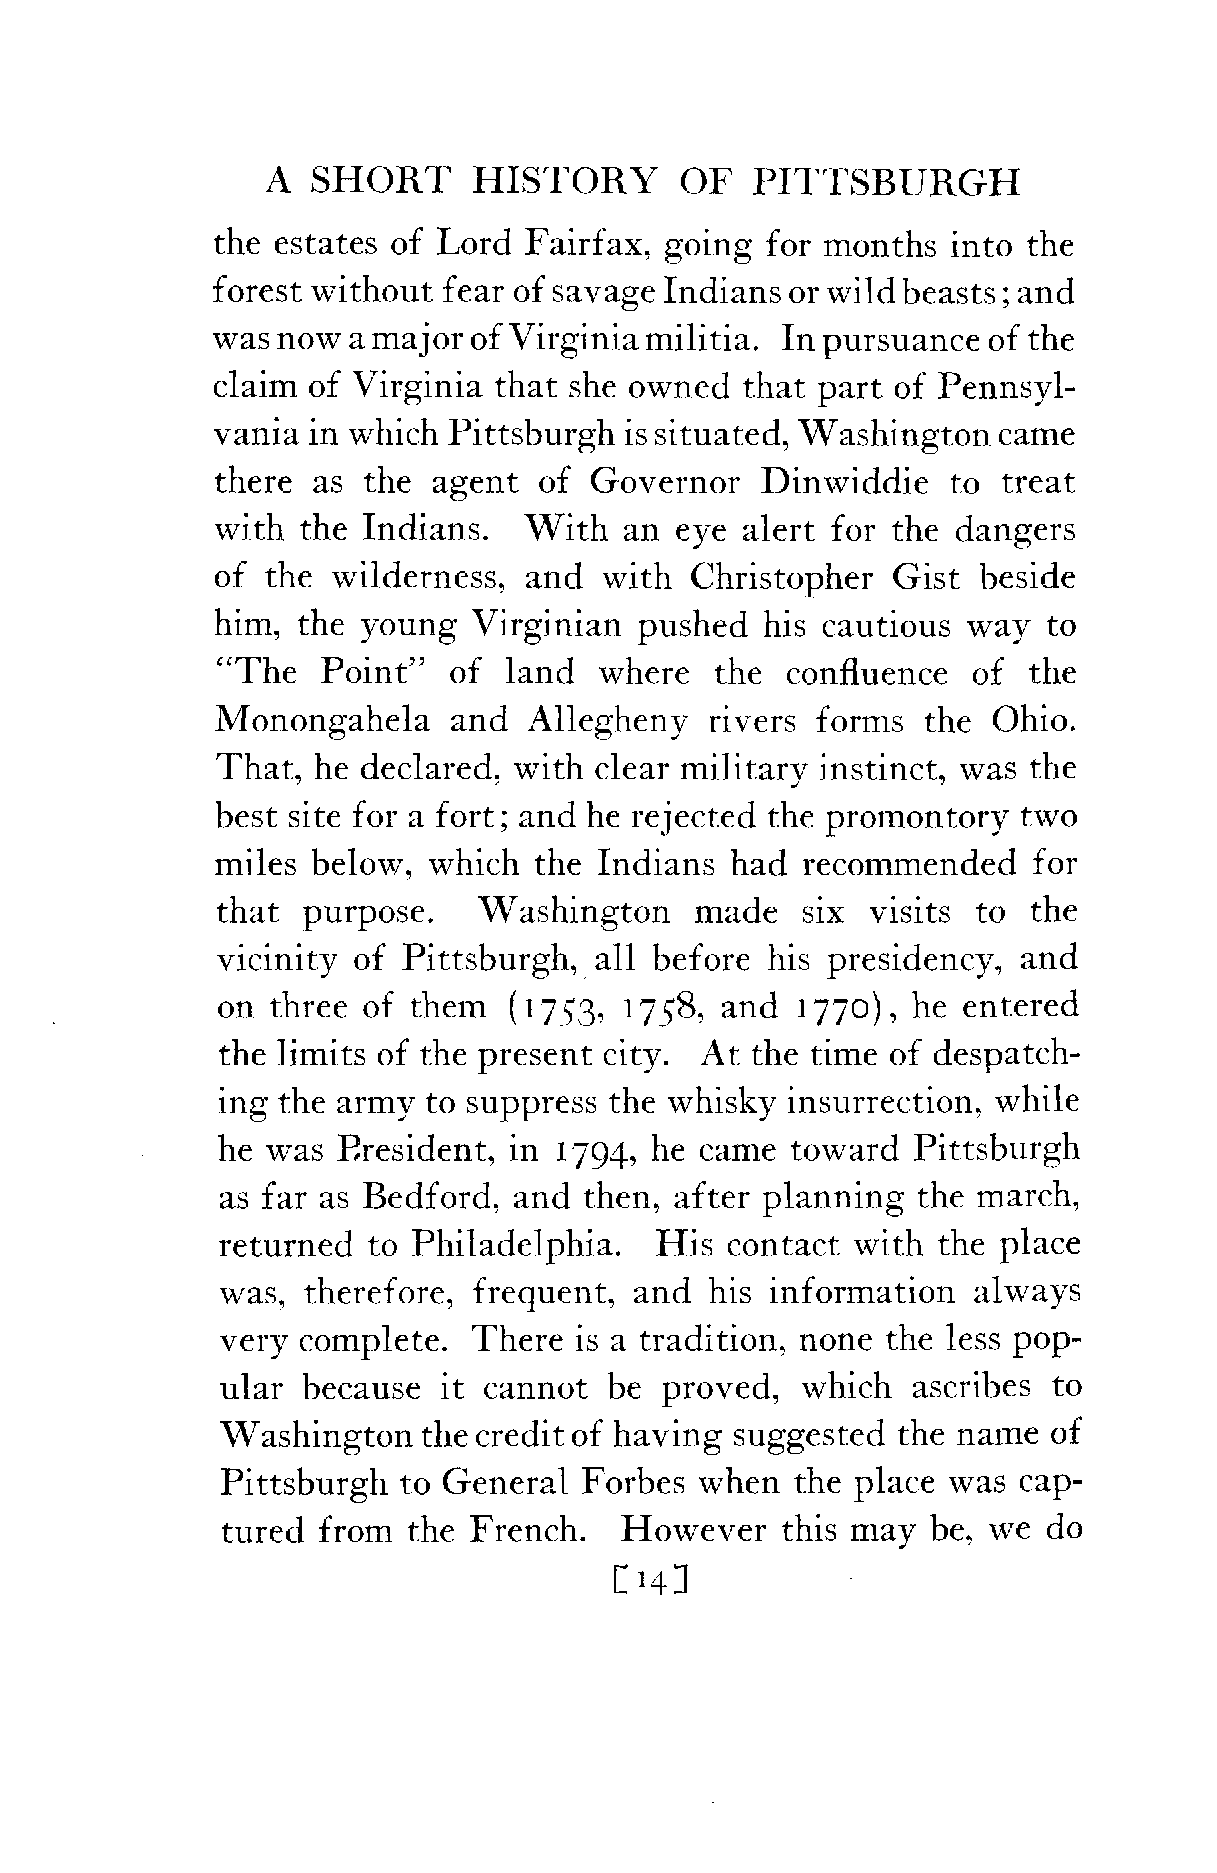 A SHORT HISTORY OF PITTSBURGH
the estates of Lord Fairfax, going for months into the
forest without fear of savage Indians or wild beasts; and
was now a major of Virginia militia. In pursuance of the
claim of Virginia that she owned that part of Pennsyl-
vania in which Pittsburgh is situated, Washington came
there as the agent of Governor Dinwiddie to treat
with the Indians. With an eye alert for the dangers
of the wilderness, and with Christopher Gist beside
him, the young Virginian pushed his cautious way to
“The Point” of land where the confluence of the
Monongahela and Allegheny rivers forms the Ohio.
That, he declared, with clear military instinct, was the
best site for a fort; and he rejected the promontory two
miles below, which the Indians had recommended for
that purpose. Washington made six visits to the
vicinity of Pittsburgh, all before his presidency, and
on three of them (1753, 1758, and 1770), he entered
the limits of the present city. At the time of despatch-
ing the army to suppress the whisky insurrection, while
he was President, in 1794, he came toward Pittsburgh
as far as Bedford, and then, after planning the march,
returned to Philadelphia. His contact with the place
was, therefore, frequent, and his information always
very complete. There is a tradition, none the less pop-
ular because it cannot be proved, which ascribes to
Washington the credit of having suggested the name of
Pittsburgh to General Forbes when the place was cap-
tured from the French. However this may be, we do
[14]